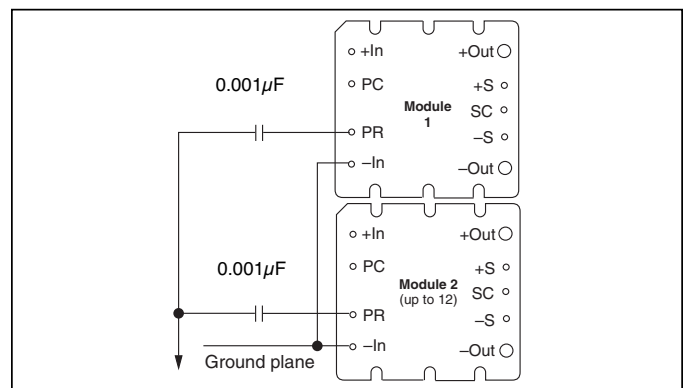 +In
+Out
0.001µF
PC
+S
Module
1
SC
PR
–S
–In
–Out
+In
+Out
0.001µF
PC
+S
Module 2
(up to 12)
SC
PR
–S
–In
–Out
Ground plane